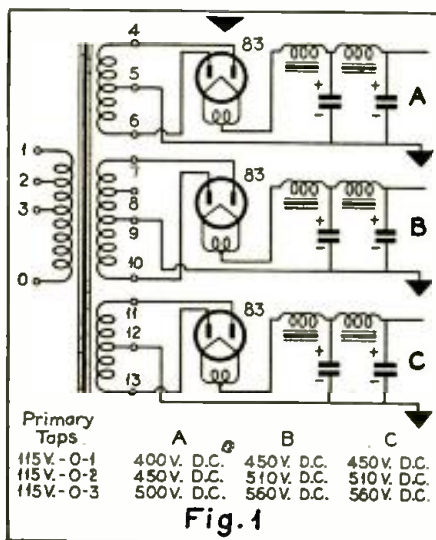 4
83
5
6
A
7
83
8
9
10
B
11
83
12
13
C
1
2
3
0
Primary
Taps A B C
115V.-0-1 400V. D.C. 450V. D.C. 450V. D.C.
115V.-0-2 450V. D.C. 510V. D.C. 510V. D.C.
115V.-0-3 500V. D.C. 560V. D.C. 560V. D.C.
Fig. 1